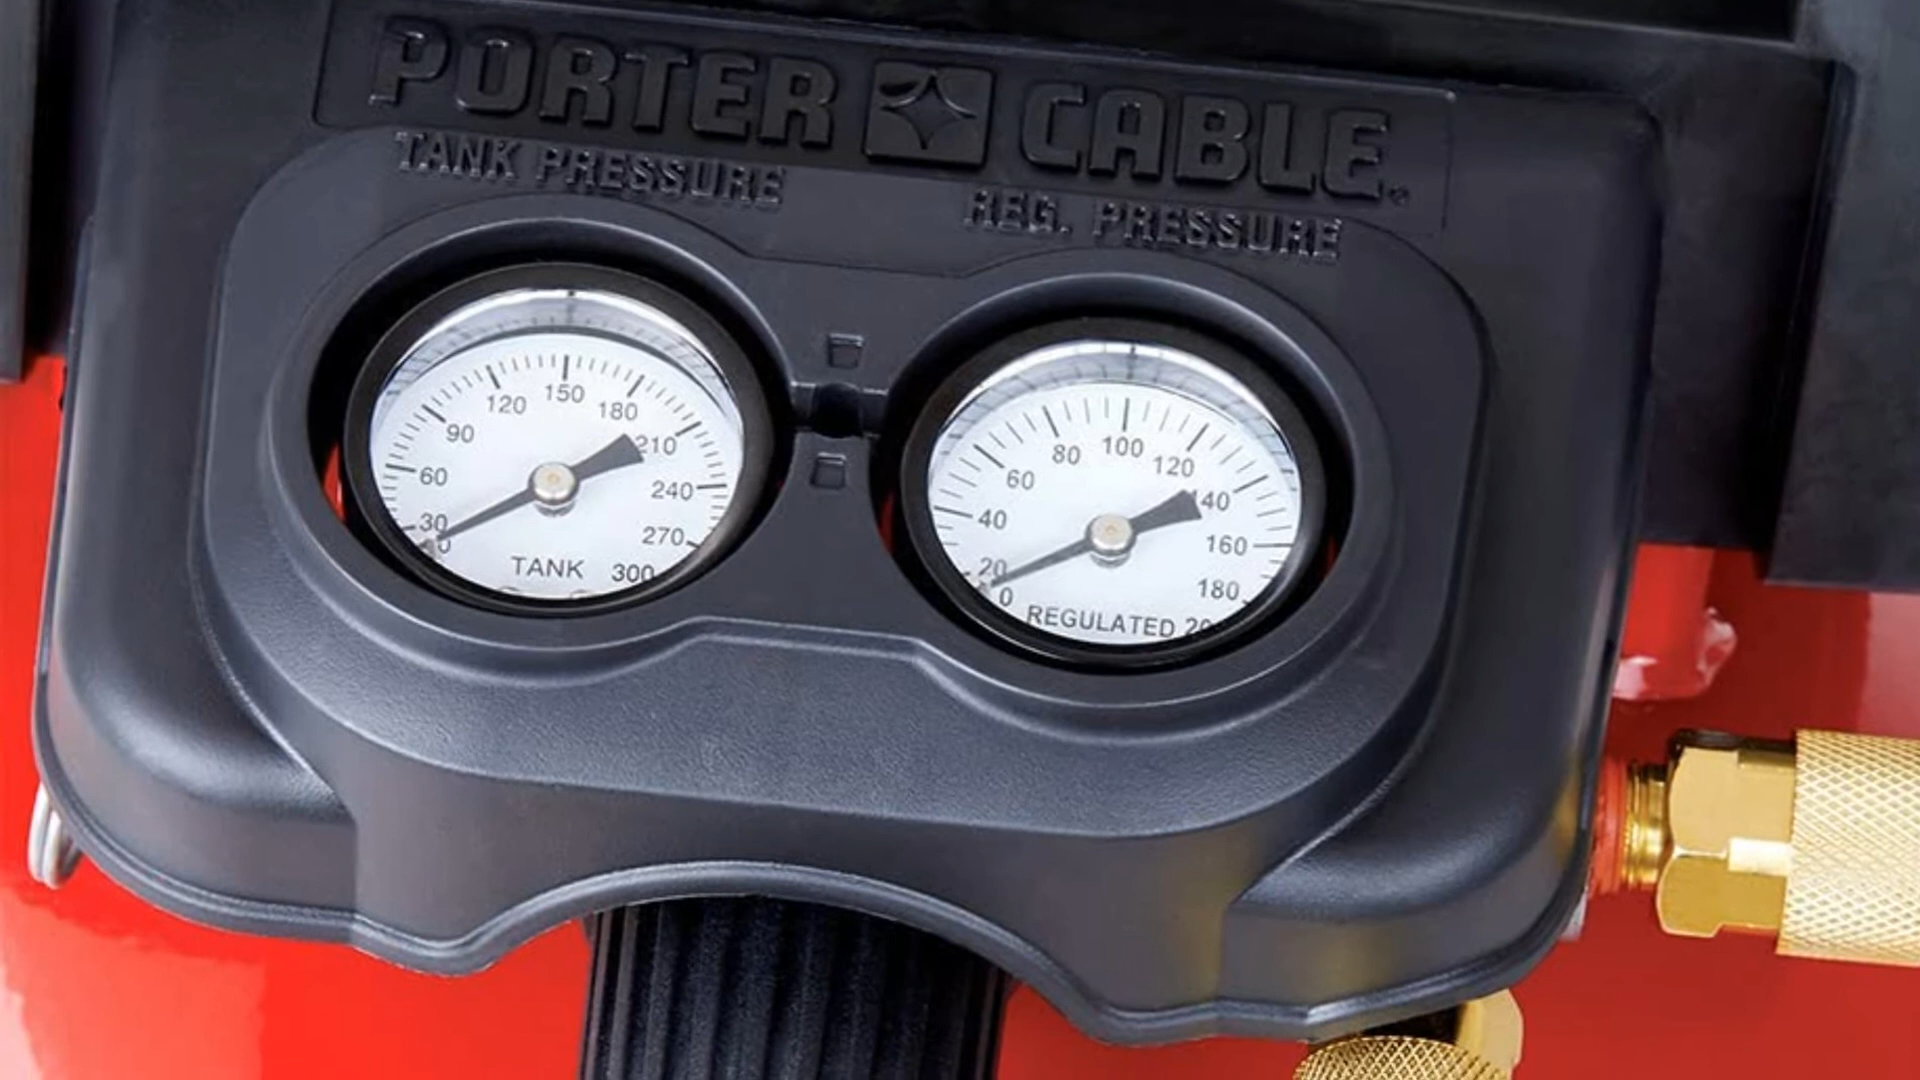 PORTER CABLE
TANK PRESSURE
REG. PRESSURE
0 30 60 90 120 150 180 210 240 270 300
TANK
0 20 40 60 80 100 120 140 160 180
REGULATED